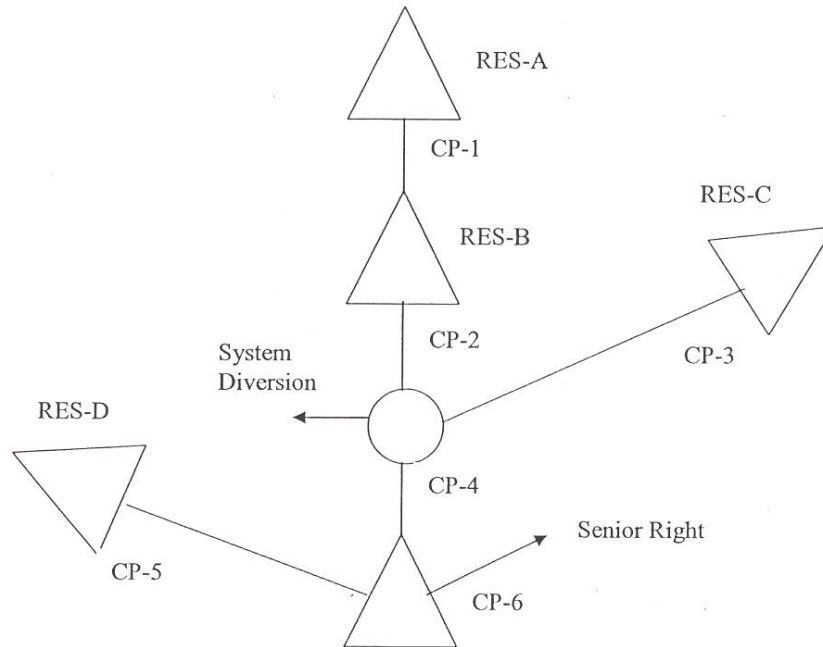 RES-A
CP-1
RES-C
RES-B
CP-2
CP-3
System
Diversion
RES-D
CP-4
Senior Right
CP-5
CP-6